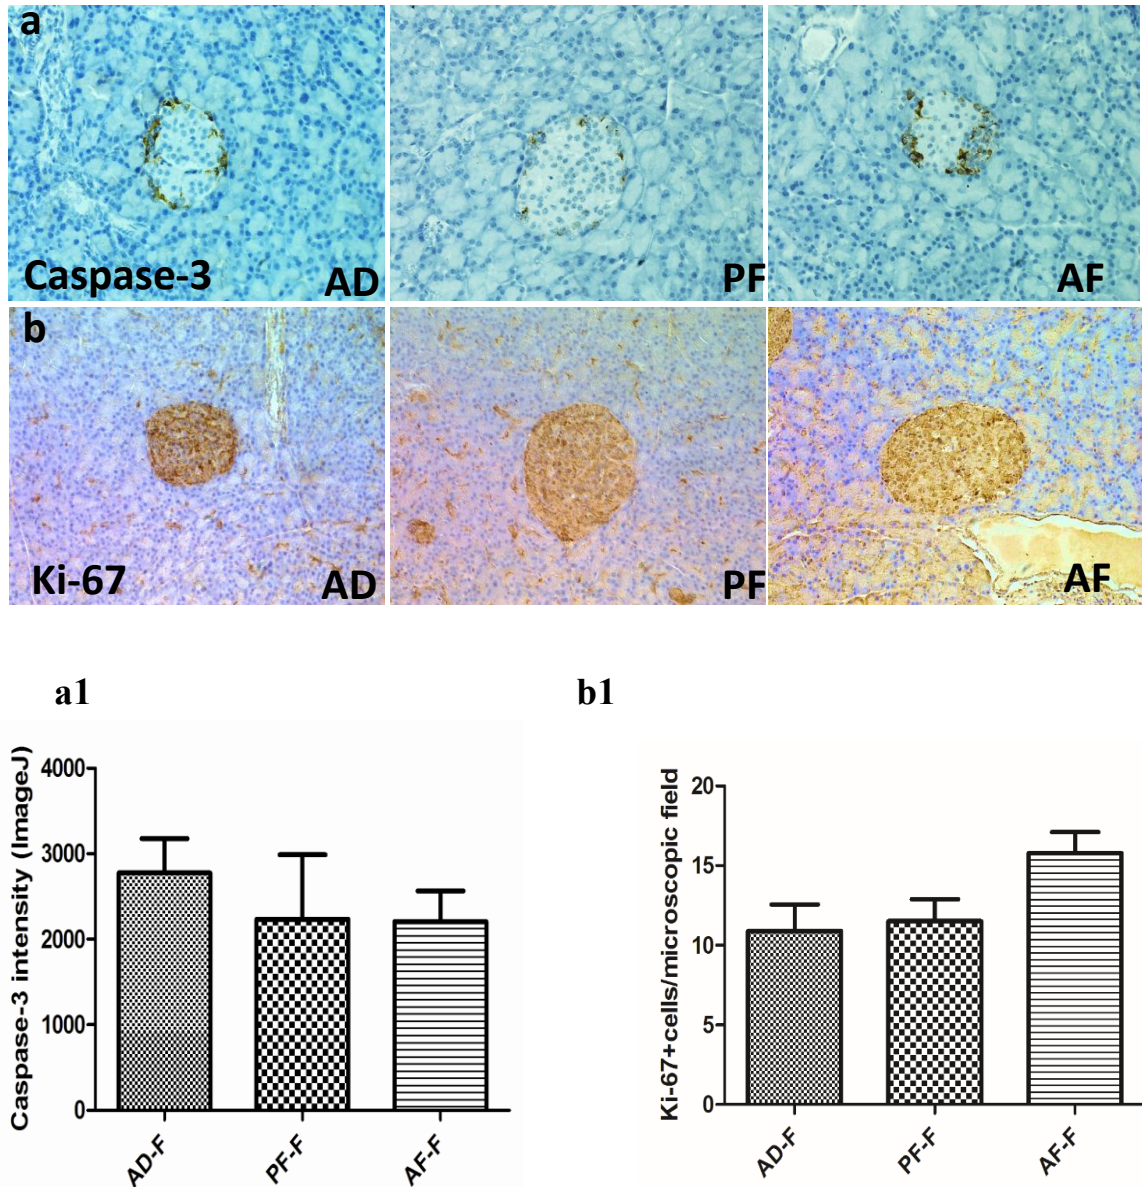 a
Caspase-3
AD
PF
AF
b
Ki-67
AD
PF
AF
a1
b1
Caspase-3 intensity (ImageJ)
4000
3000
2000
1000
0
AD-F
PF-F
AF-F
Ki-67+cells/microscopic field
20
15
10
5
0
AD-F
PF-F
AF-F